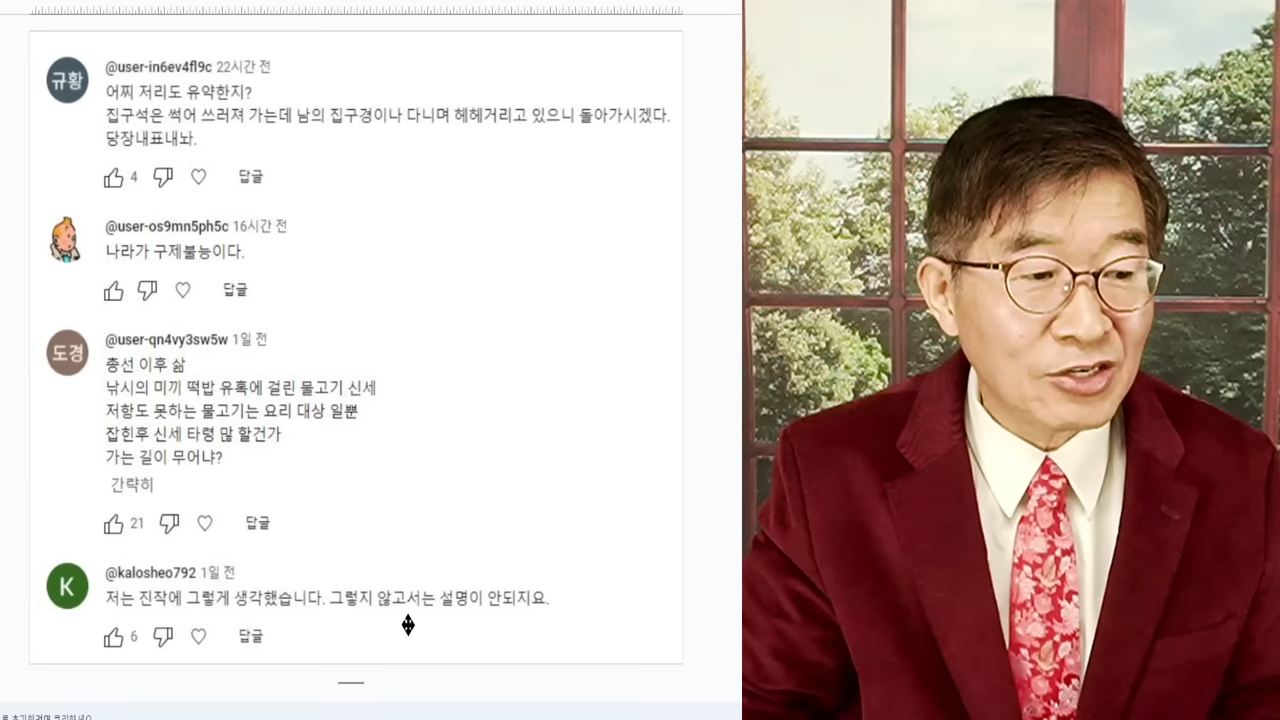 규황
@user-in6ev4fl9c 22시간 전
어찌 저리도 유약한지?
집구석은 썩어 쓰러져 가는데 남의 집구경이나 다니며 헤헤거리고 있으니 돌아가시겠다.
당장내표내놔.
4 답글
@user-os9mn5ph5c 16시간 전
나라가 구제불능이다.
답글
도경
@user-qn4vy3sw5w 1일 전
총선 이후 삶
낚시의 미끼 떡밥 유혹에 걸린 물고기 신세
저항도 못하는 물고기는 요리 대상 일뿐
잡힌후 신세 타령 많 할건가
가는 길이 무어냐?
간략히
21 답글
K
@kalosheo792 1일 전
저는 진작에 그렇게 생각했습니다. 그렇지 않고서는 설명이 안되지요.
6 답글